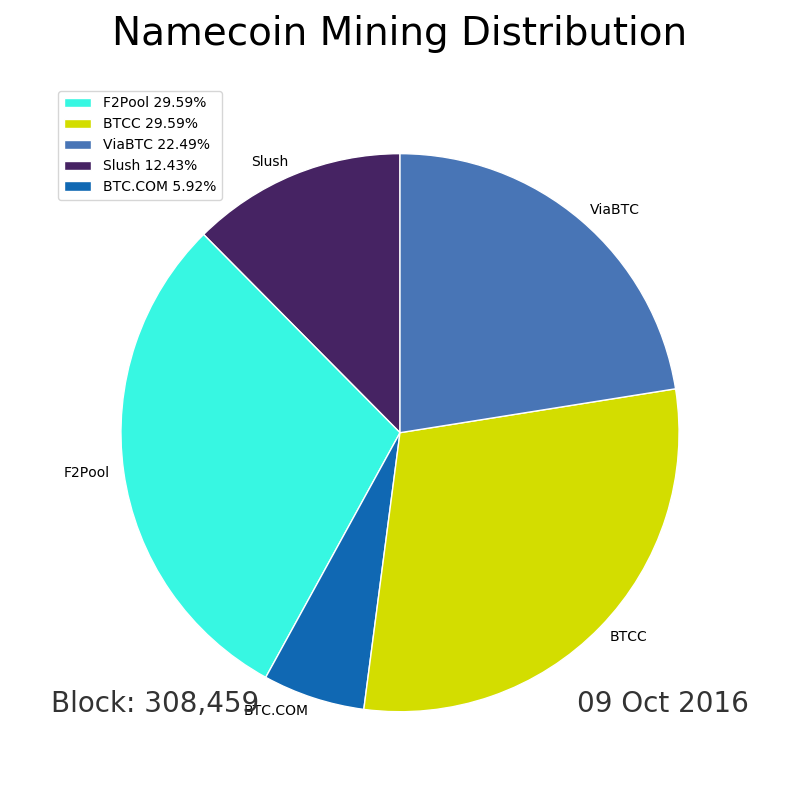 Namecoin Mining Distribution
F2Pool 29.59%
BTCC 29.59%
ViaBTC 22.49%
Slush 12.43%
BTC.COM 5.92%
Slush
ViaBTC
F2Pool
BTCC
Block: 308,459
BTC.COM
09 Oct 2016